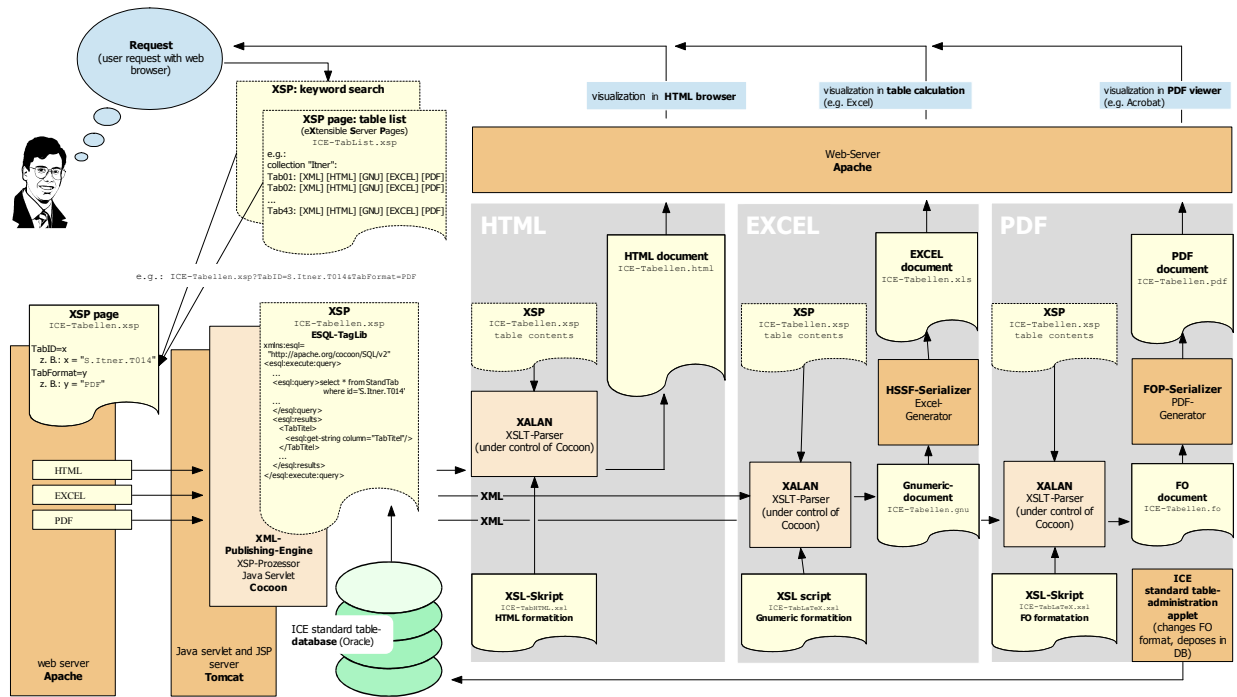 Request
(user request with web
browser)
XSP: keyword search
XSP page: table list
(eXtensible Server Pages)
ICE-TabList.xsp
e.g.:
collection "Itner":
Tab01: [XML] [HTML] [GNU] [EXCEL] [PDF]
Tab02: [XML] [HTML] [GNU] [EXCEL] [PDF]
...
Tab43: [XML] [HTML] [GNU] [EXCEL] [PDF]
visualization in HTML browser
visualization in table calculation
(e.g. Excel)
visualization in PDF viewer
(e.g. Acrobat)
Web-Server
Apache
e.g.: ICE-Tabellen.xsp?TabID=S.Itner.T014&TabFormat=PDF
XSP page
ICE-Tabellen.xsp
TabID=x
z. B.: x = "S.Itner.T014"
TabFormat=y
z. B.: y = "PDF"
HTML
EXCEL
PDF
web server
Apache
XSP
ICE-Tabellen.xsp
ESQL-TagLib
xmlns:esql=
"http://apache.org/cocoon/SQL/v2"
<esql:execute:query>
...
<esql:query>select * from StandTab
where id='S.Itner.T014'
...
</esql:query>
<esql:results>
<TabTitel>
<esql:get-string column="TabTitel"/>
</TabTitel>
...
</esql:results>
</esql:execute:query>
XML-
Publishing-Engine
XSP-Prozessor
Java Servlet
Cocoon
Java servlet and JSP
server
Tomcat
ICE standard table-
database (Oracle)
XML
XML
HTML
HTML document
ICE-Tabellen.html
XSP
ICE-Tabellen.xsp
table contents
XALAN
XSLT-Parser
(under control of
Cocoon)
XSL-Skript
ICE-TabHTML.xsl
HTML formatition
EXCEL
EXCEL
document
ICE-Tabellen.xls
XSP
ICE-Tabellen.xsp
table contents
HSSF-Serializer
Excel-
Generator
XALAN
XSLT-Parser
(under control of
Cocoon)
Gnumeric-
document
ICE-Tabellen.gnu
XSL script
ICE-TabLaTeX.xsl
Gnumeric formatition
PDF
PDF
document
ICE-Tabellen.pdf
XSP
ICE-Tabellen.xsp
table contents
FOP-Serializer
PDF-
Generator
XALAN
XSLT-Parser
(under control of
Cocoon)
FO
document
ICE-Tabellen.fo
XSL-Skript
ICE-TabLaTeX.xsl
FO formatation
ICE
standard table-
administration
applet
(changes FO
format, deposes in
DB)